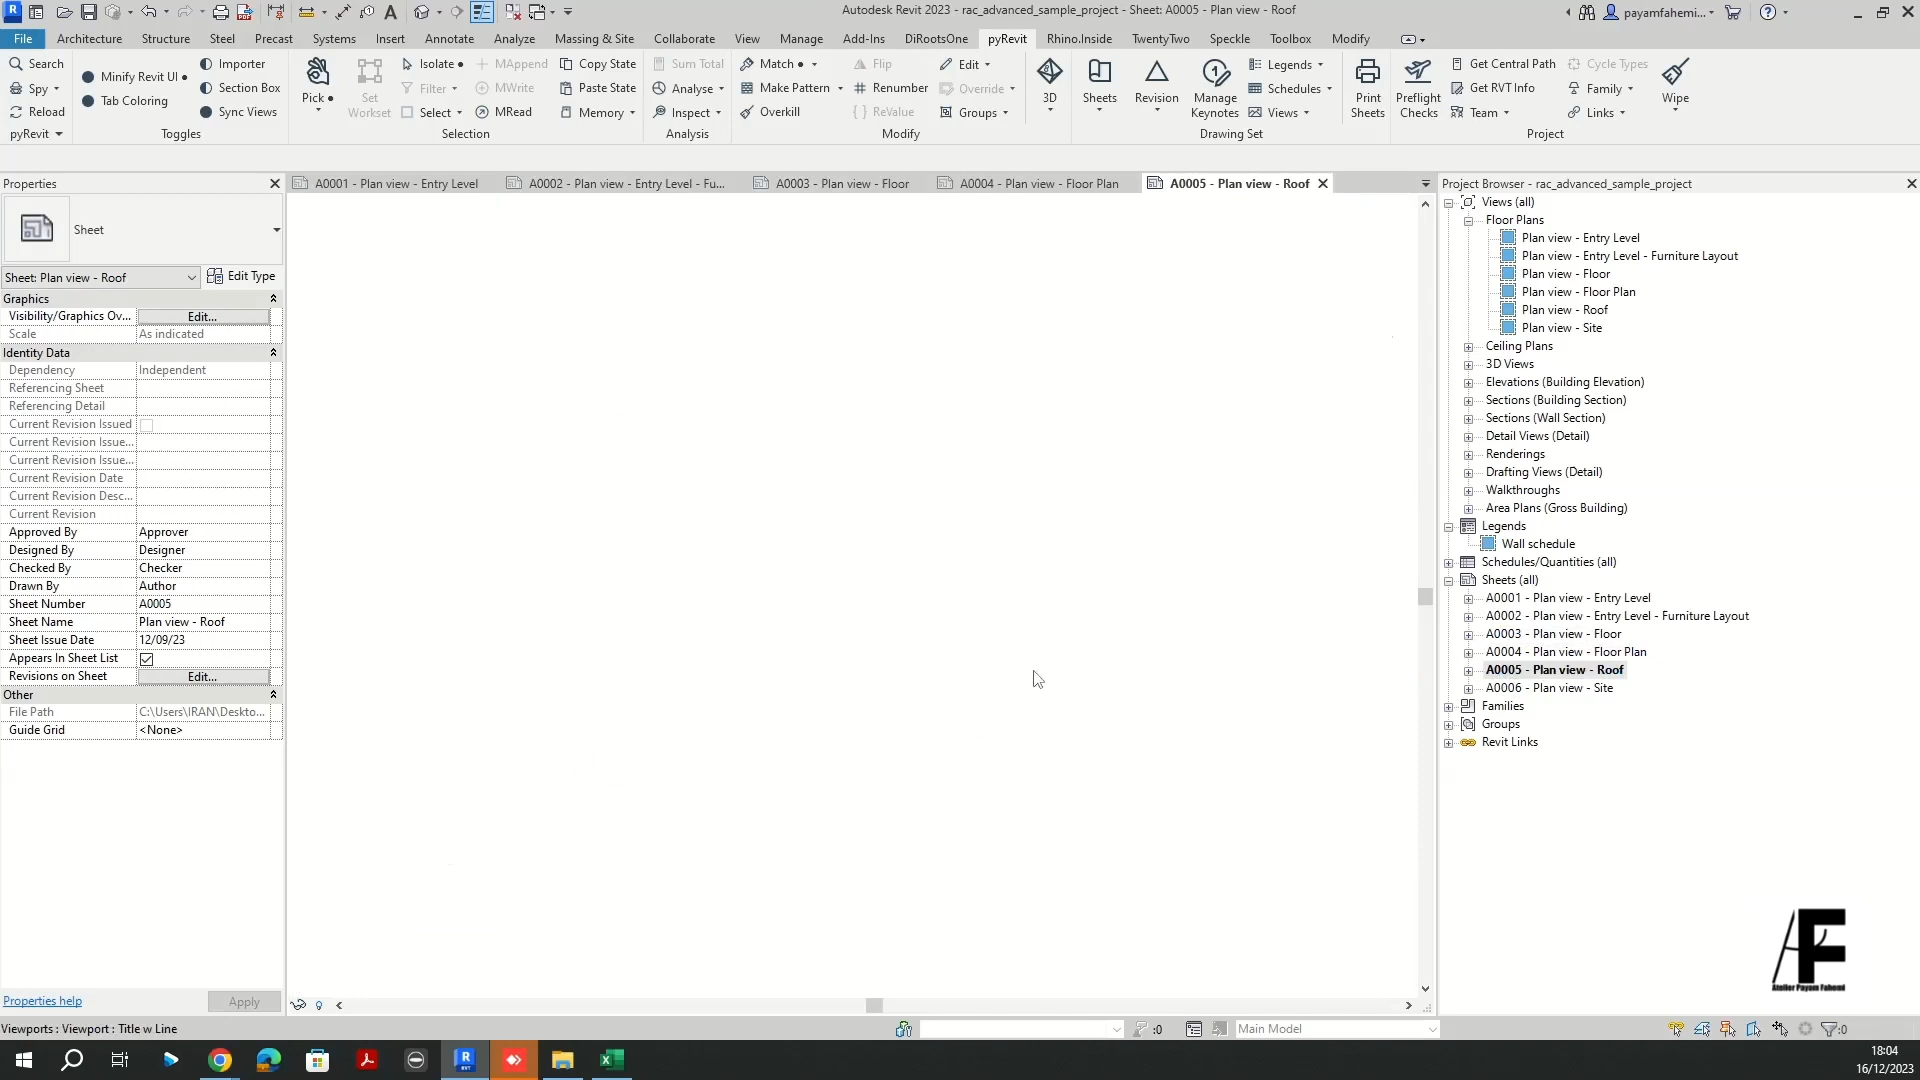 Autodesk Revit 2023 - rac_advanced_sample_project - Sheet: A0005 - Plan view - Roof
payamfahemi...
File Architecture Structure Steel Precast Systems Insert Annotate Analyze Massing & Site Collaborate View Manage Add-Ins DiRootsOne pyRevit Rhino.Inside TwentyTwo Speckle Toolbox Modify
Search
Spy
Reload
pyRevit
Minify Revit UI
Tab Coloring
Importer
Section Box
Sync Views
Toggles
Pick
Set
Workset
Isolate
Filter
Select
MAppend
MWrite
MRead
Copy State
Paste State
Memory
Selection
Sum Total
Analyse
Inspect
Analysis
Match
Make Pattern
Overkill
Flip
Renumber
ReValue
Edit
Override
Groups
Modify
3D
Sheets
Revision
Manage
Keynotes
Legends
Schedules
Views
Drawing Set
Print
Sheets
Preflight
Checks
Get Central Path
Get RVT Info
Team
Cycle Types
Family
Links
Project
Wipe
Properties
Sheet
Sheet: Plan view - Roof
Edit Type
Graphics
Visibility/Graphics Ov... Edit...
Scale As indicated
Identity Data
Dependency Independent
Referencing Sheet
Referencing Detail
Current Revision Issued
Current Revision Issue...
Current Revision Issue...
Current Revision Date
Current Revision Desc...
Current Revision
Approved By Approver
Designed By Designer
Checked By Checker
Drawn By Author
Sheet Number A0005
Sheet Name Plan view - Roof
Sheet Issue Date 12/09/23
Appears In Sheet List
Revisions on Sheet Edit...
Other
File Path C:\Users\IRAN\Deskto...
Guide Grid <None>
Properties help
Apply
A0001 - Plan view - Entry Level
A0002 - Plan view - Entry Level - Fu...
A0003 - Plan view - Floor
A0004 - Plan view - Floor Plan
A0005 - Plan view - Roof
Project Browser - rac_advanced_sample_project
Views (all)
Floor Plans
Plan view - Entry Level
Plan view - Entry Level - Furniture Layout
Plan view - Floor
Plan view - Floor Plan
Plan view - Roof
Plan view - Site
Ceiling Plans
3D Views
Elevations (Building Elevation)
Sections (Building Section)
Sections (Wall Section)
Detail Views (Detail)
Renderings
Drafting Views (Detail)
Walkthroughs
Area Plans (Gross Building)
Legends
Wall schedule
Schedules/Quantities (all)
Sheets (all)
A0001 - Plan view - Entry Level
A0002 - Plan view - Entry Level - Furniture Layout
A0003 - Plan view - Floor
A0004 - Plan view - Floor Plan
A0005 - Plan view - Roof
A0006 - Plan view - Site
Families
Groups
Revit Links
AF
Atelier Payam Fahemi
Viewports : Viewport : Title w Line
:0
Main Model
:0
18:04
16/12/2023